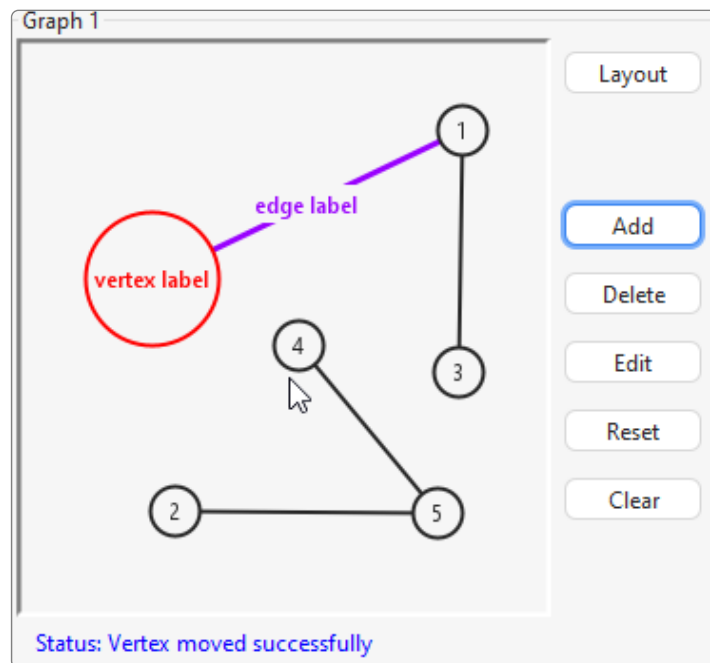 Graph 1
Layout
1
edge label
Add
vertex label
Delete
4
3
Edit
Reset
2
5
Clear
Status: Vertex moved successfully